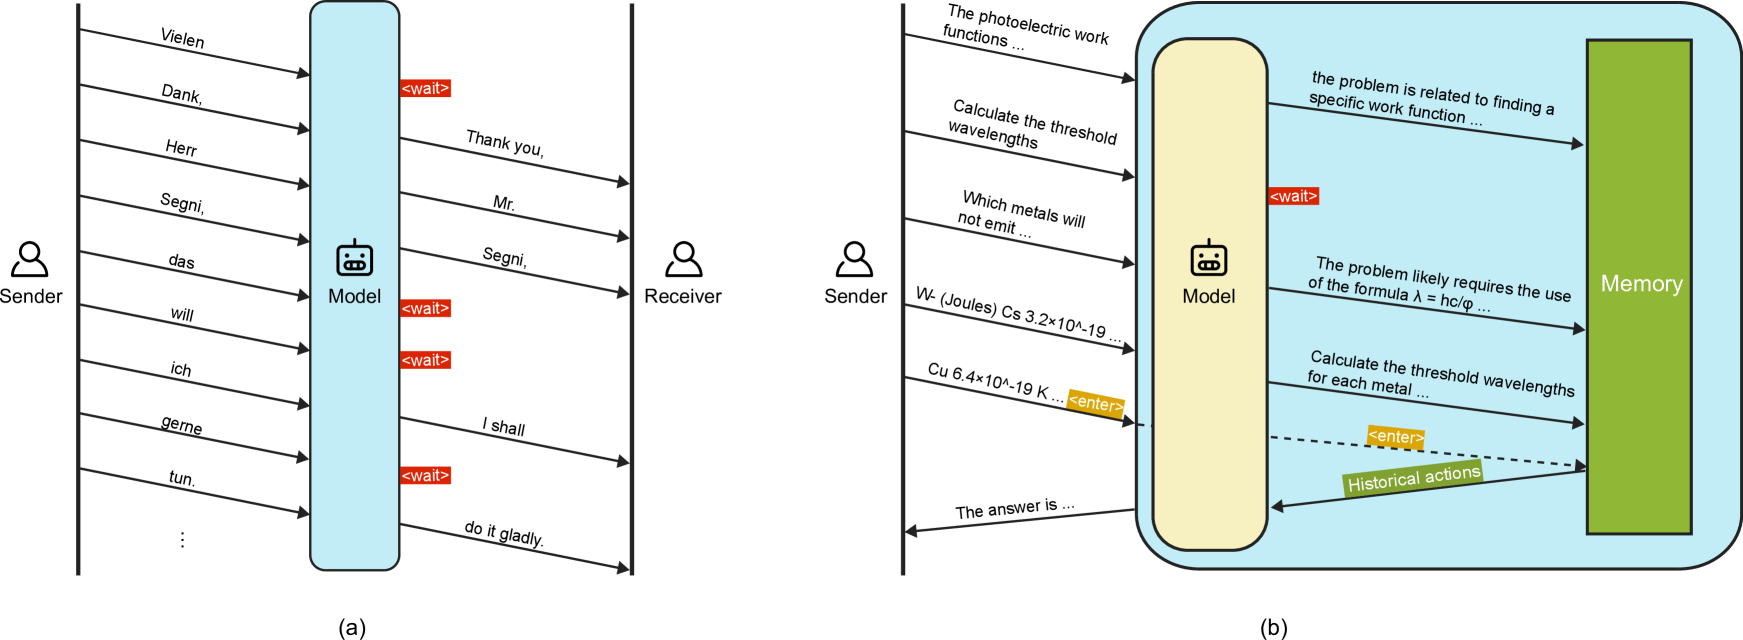 Vielen
Dank,
Herr
Segni,
das
will
ich
gerne
tun.
⋮
Sender
Model
<wait>
Thank you,
Mr.
Segni,
<wait>
<wait>
I shall
<wait>
do it gladly.
Receiver
(a)
The photoelectric work
functions ...
Calculate the threshold
wavelengths
Which metals will
not emit ...
W- (Joules) Cs 3.2×10^-19 ...
Cu 6.4×10^-19 K ... <enter>
The answer is ...
Sender
Model
the problem is related to finding a
specific work function ...
<wait>
The problem likely requires the use
of the formula λ = hc/φ ...
Calculate the threshold wavelengths
for each metal ...
<enter>
Historical actions
Memory
(b)